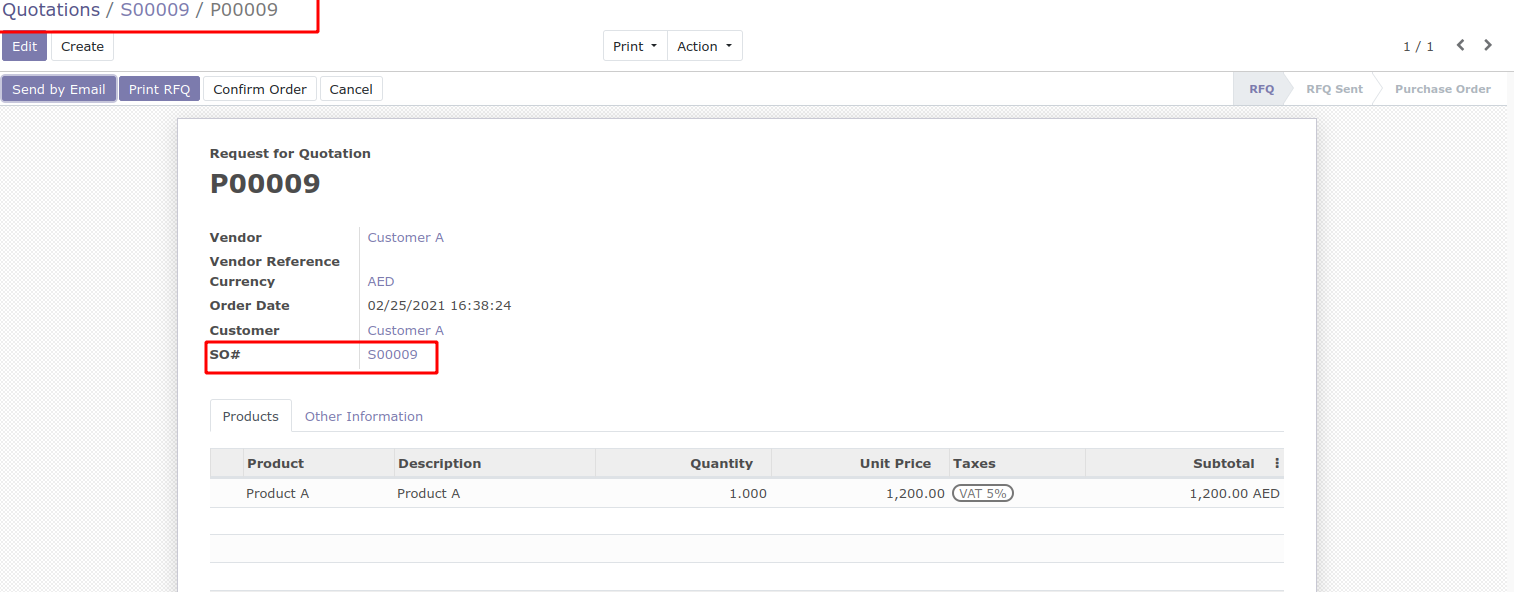 Quotations / S00009 / P00009
Edit Create Print Action 1 / 1
Send by Email Print RFQ Confirm Order Cancel RFQ RFQ Sent Purchase Order
Request for Quotation
P00009
Vendor Customer A
Vendor Reference
Currency AED
Order Date 02/25/2021 16:38:24
Customer Customer A
SO# S00009
Products Other Information
Product Description Quantity Unit Price Taxes Subtotal
Product A Product A 1.000 1,200.00 VAT 5% 1,200.00 AED